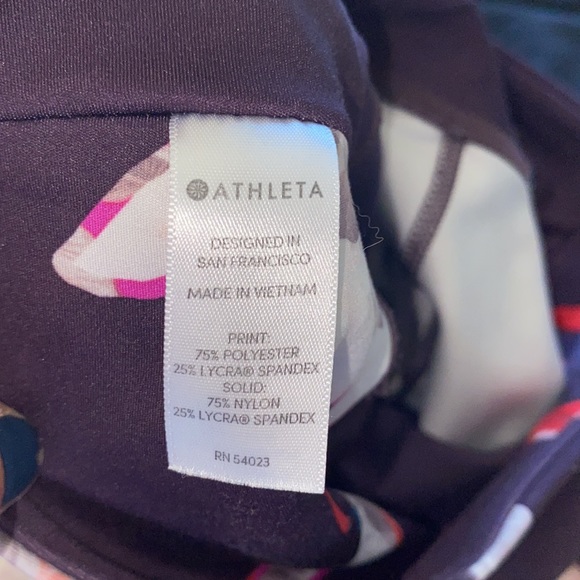 ATHLETA
DESIGNED IN
SAN FRANCISCO
MADE IN VIETNAM
PRINT:
75% POLYESTER
25% LYCRA® SPANDEX
SOLID:
75% NYLON
25% LYCRA® SPANDEX
RN 54023